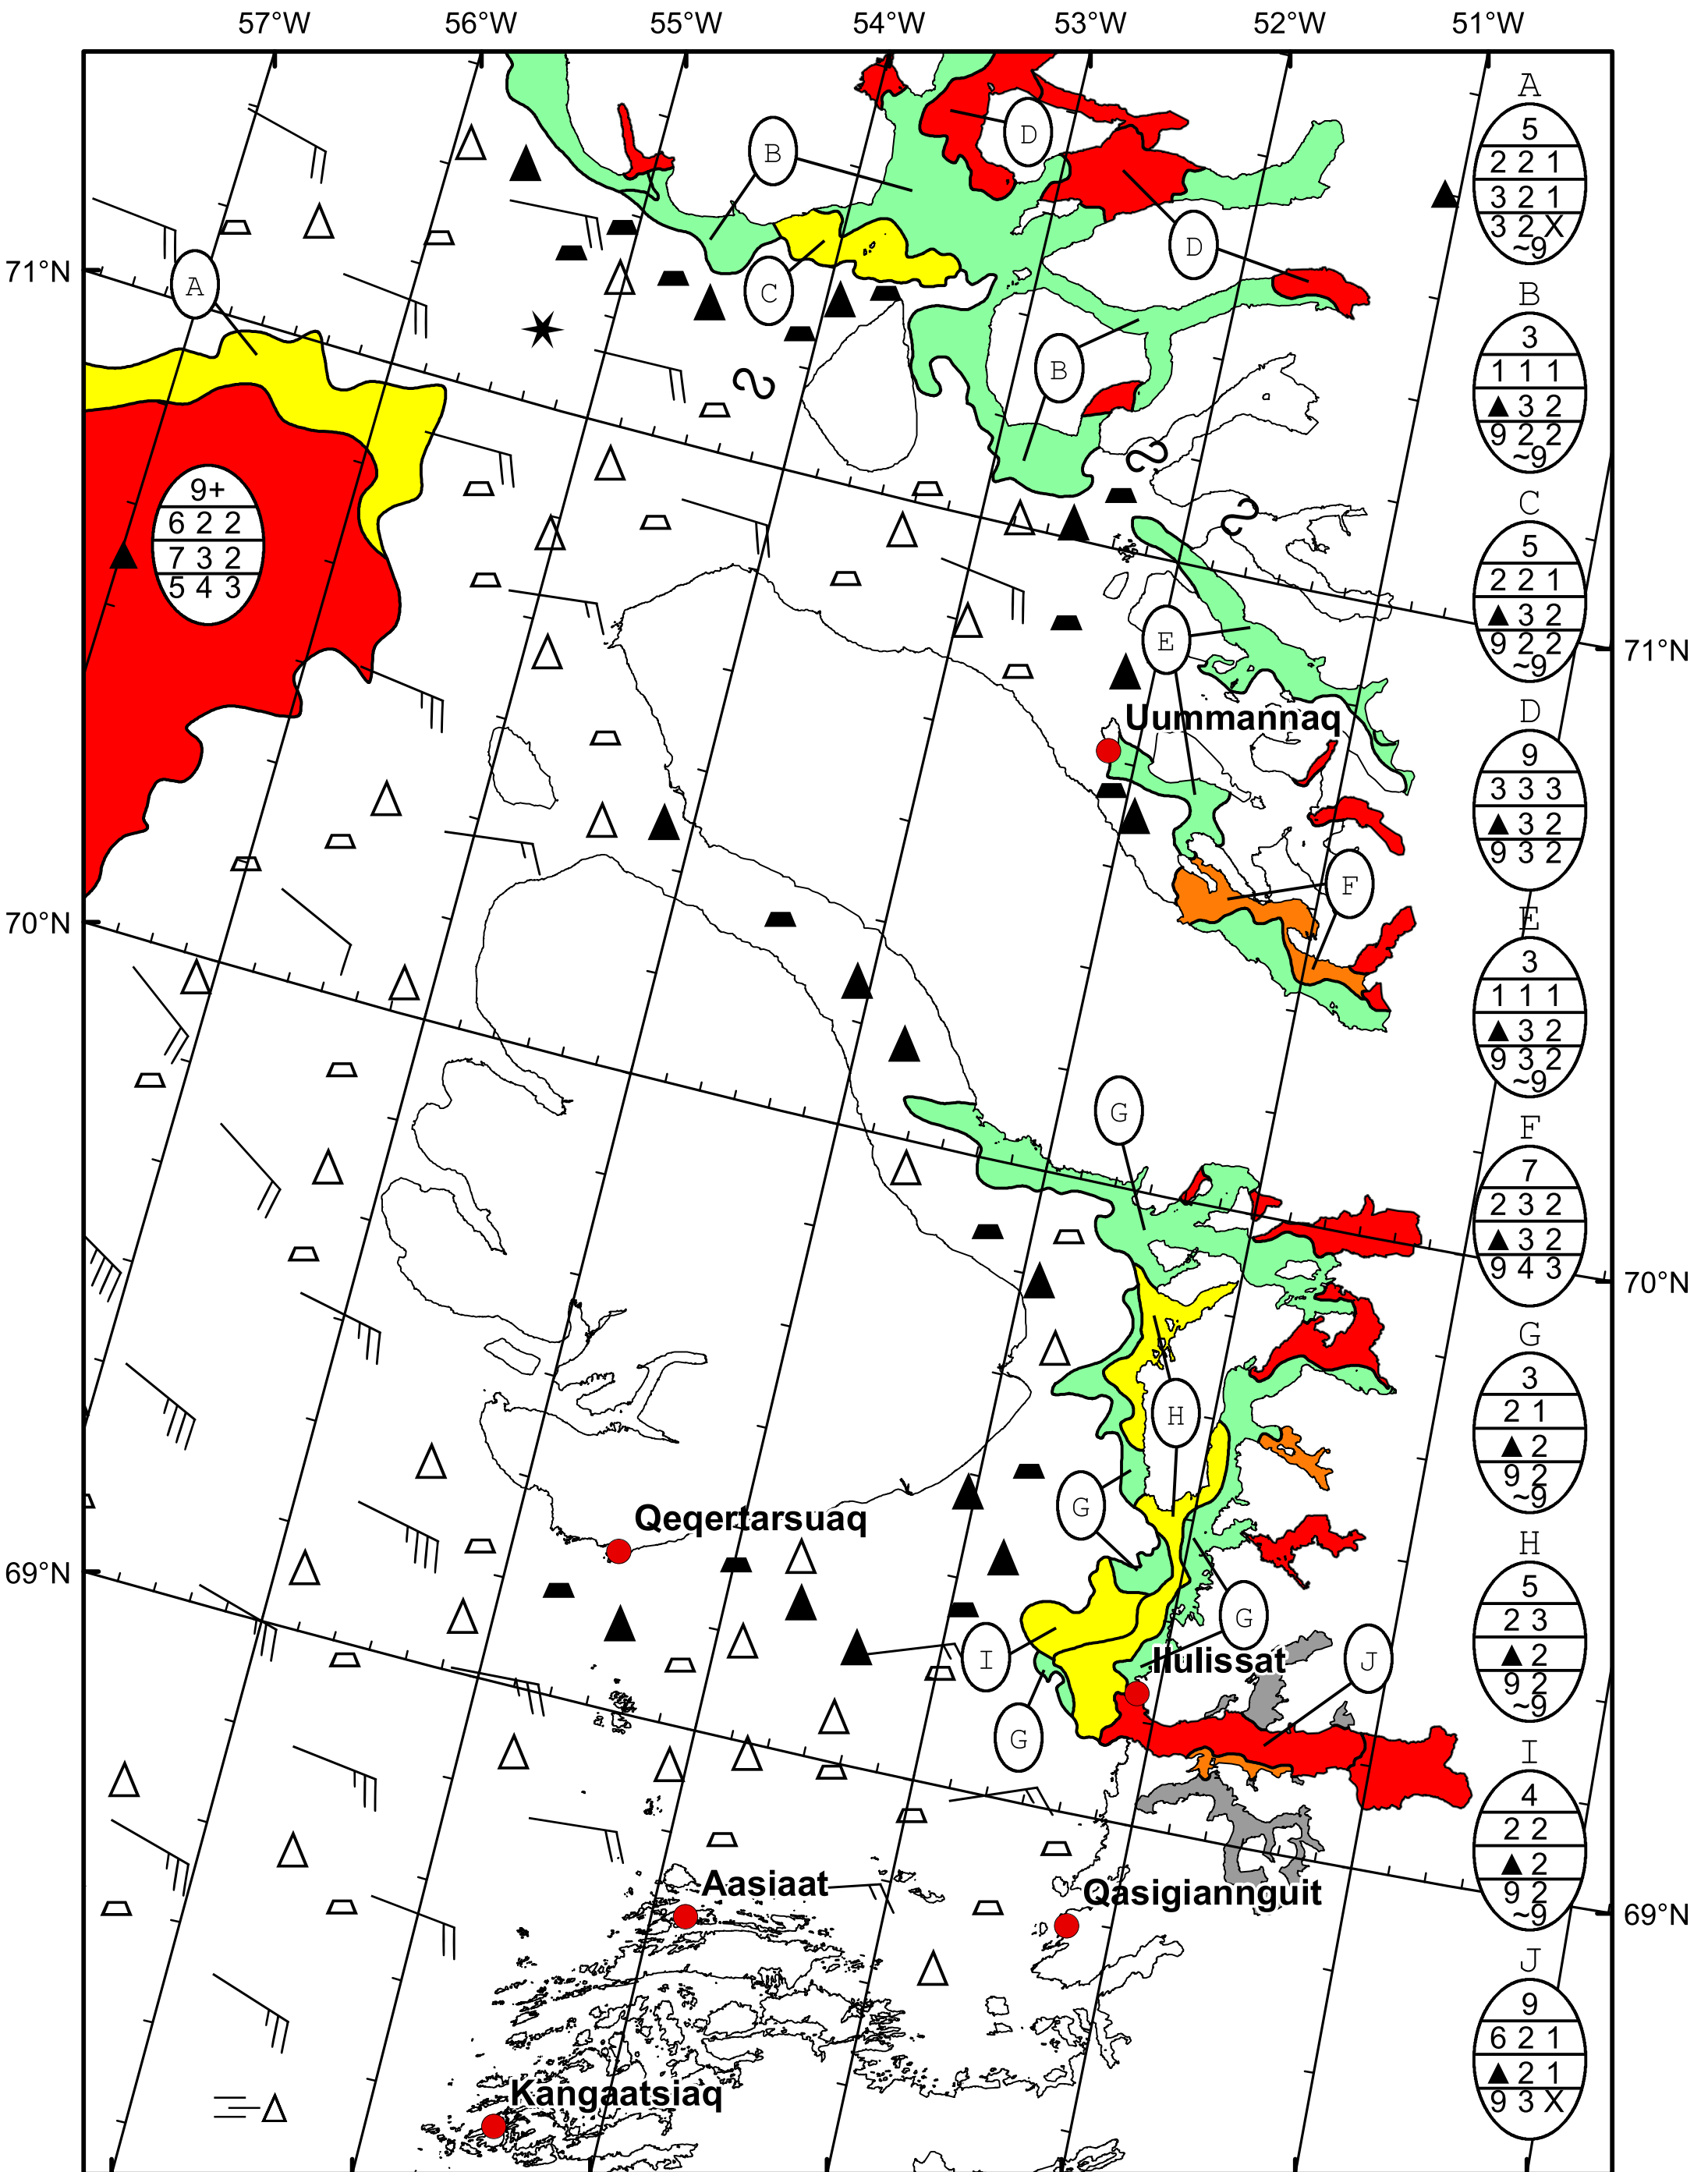 57°W 56°W 55°W 54°W 53°W 52°W 51°W
A
5
2 2 1
3 2 1
3 2 X
~9
D
B
D
71°N
A
C
B
3
1 1 1
▲ 3 2
9 2 2
~9
B
9+
6 2 2
7 3 2
5 4 3
C
5
2 2 1
▲ 3 2
9 2 2
~9
E
71°N
Uummannaq
D
9
3 3 3
▲ 3 2
9 3 2
F
70°N
E
3
1 1 1
▲ 3 2
9 3 2
~9
G
F
7
2 3 2
▲ 3 2
9 4 3
70°N
G
3
2 1
▲ 2
9 2
~9
H
G
Qeqertarsuaq
69°N
H
5
2 3
▲ 2
9 2
~9
G
I
Ilulissat
J
G
I
4
2 2
▲ 2
9 2
~9
Aasiaat
Qasigiannguit
69°N
J
9
6 2 1
▲ 2 1
9 3 X
Kangaatsiaq